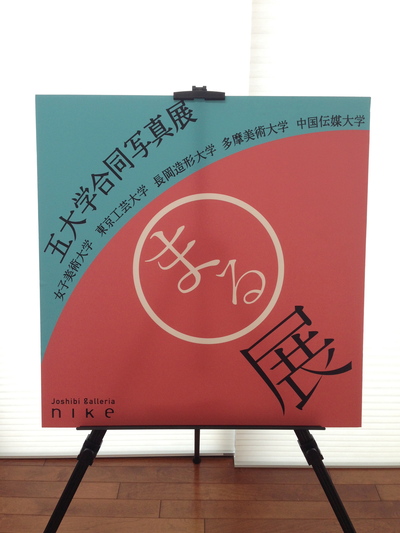 五大学合同写真展
女子美術大学 東京工芸大学 長岡造形大学 多摩美術大学 中国伝媒大学
まる
展
Joshibi Galleria
nike